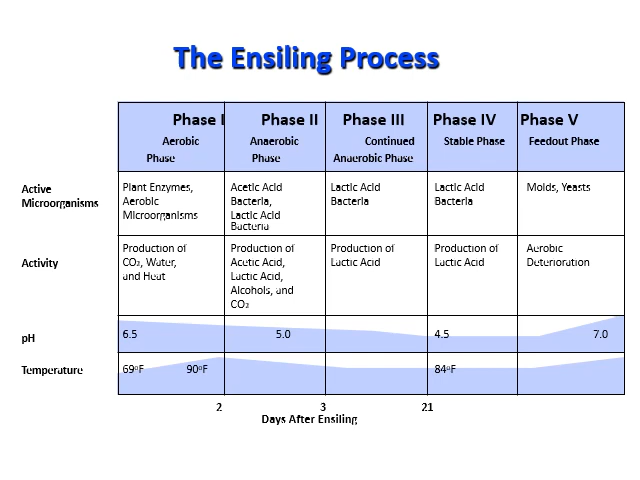 The Ensiling Process
Phase I
Aerobic
Phase
Phase II
Anaerobic
Phase
Phase III
Continued
Anaerobic Phase
Phase IV
Stable Phase
Phase V
Feedout Phase
Active
Microorganisms
Plant Enzymes,
Aerobic
Microorganisms
Acetic Acid
Bacteria,
Lactic Acid
Bacteria
Lactic Acid
Bacteria
Lactic Acid
Bacteria
Molds, Yeasts
Activity
Production of
CO₂, Water,
and Heat
Production of
Acetic Acid,
Lactic Acid,
Alcohols, and
CO₂
Production of
Lactic Acid
Production of
Lactic Acid
Aerobic
Deterioration
pH
6.5
5.0
4.5
7.0
Temperature
69ºF
90ºF
84ºF
2
3
21
Days After Ensiling